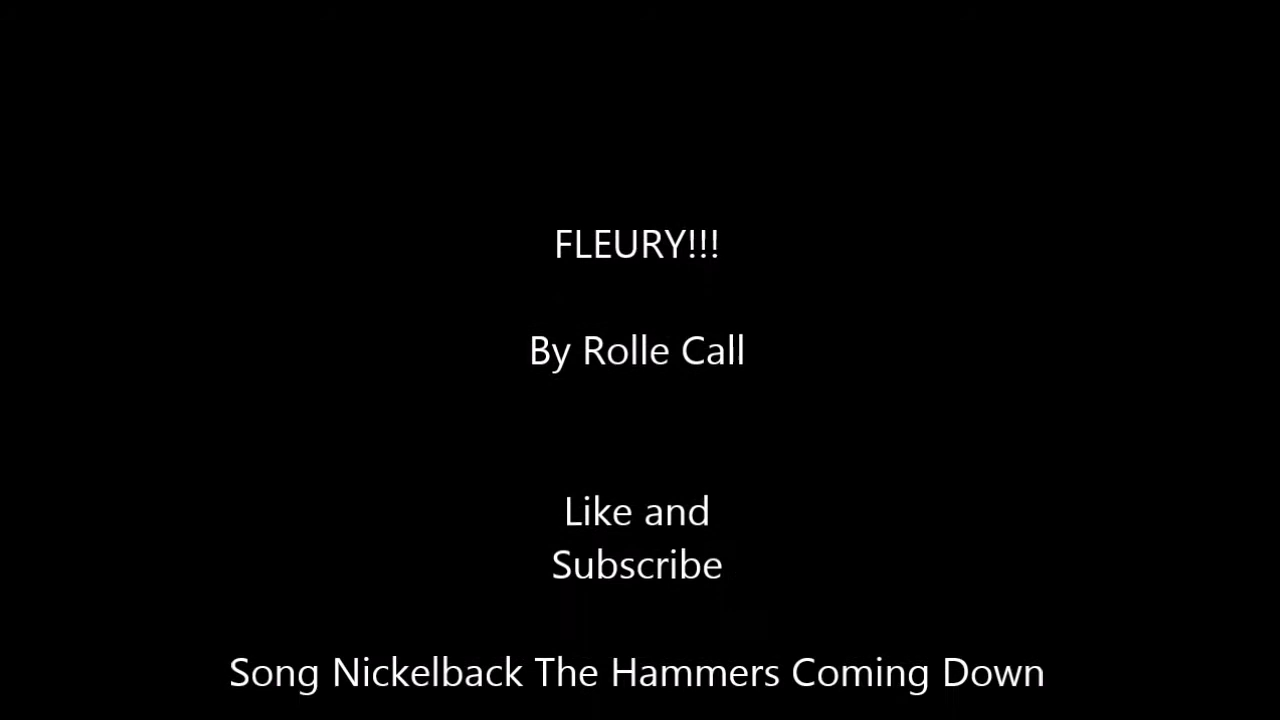 FLEURY!!!
By Rolle Call
Like and
Subscribe
Song Nickelback The Hammers Coming Down